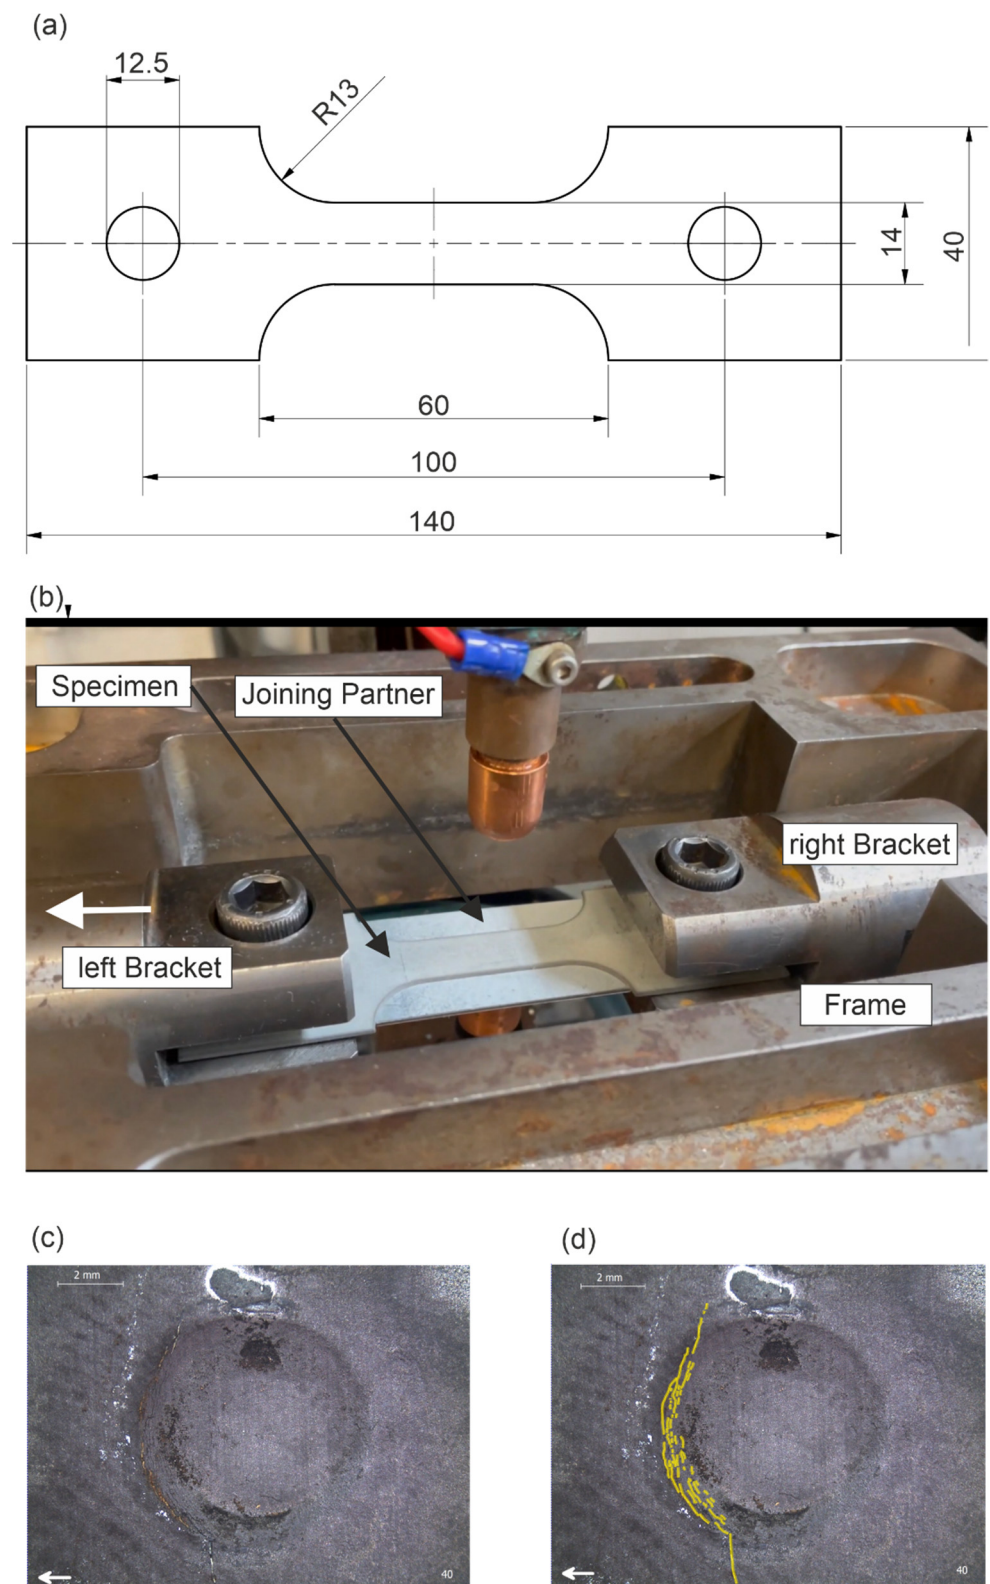 (a)
12.5
R13
14
40
60
100
140
(b)
Specimen
Joining Partner
right Bracket
left Bracket
Frame
(c)
(d)
2 mm
2 mm
40
40